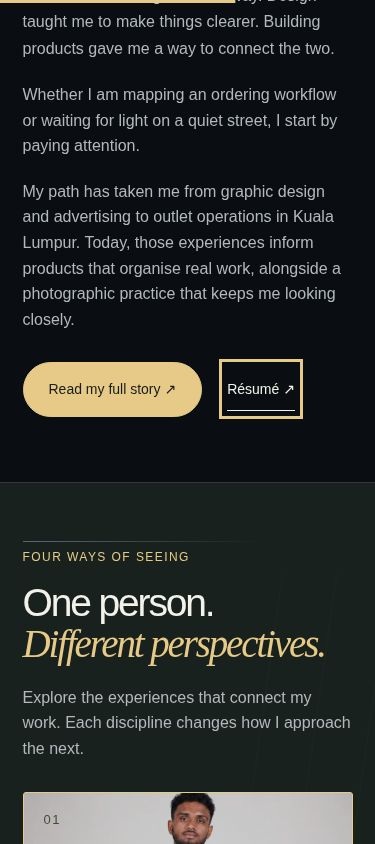 taught me to make things clearer. Building
products gave me a way to connect the two.
Whether I am mapping an ordering workflow
or waiting for light on a quiet street, I start by
paying attention.
My path has taken me from graphic design
and advertising to outlet operations in Kuala
Lumpur. Today, those experiences inform
products that organise real work, alongside a
photographic practice that keeps me looking
closely.
Read my full story ↗ Résumé ↗
FOUR WAYS OF SEEING
One person.
Different perspectives.
Explore the experiences that connect my
work. Each discipline changes how I approach
the next.
01